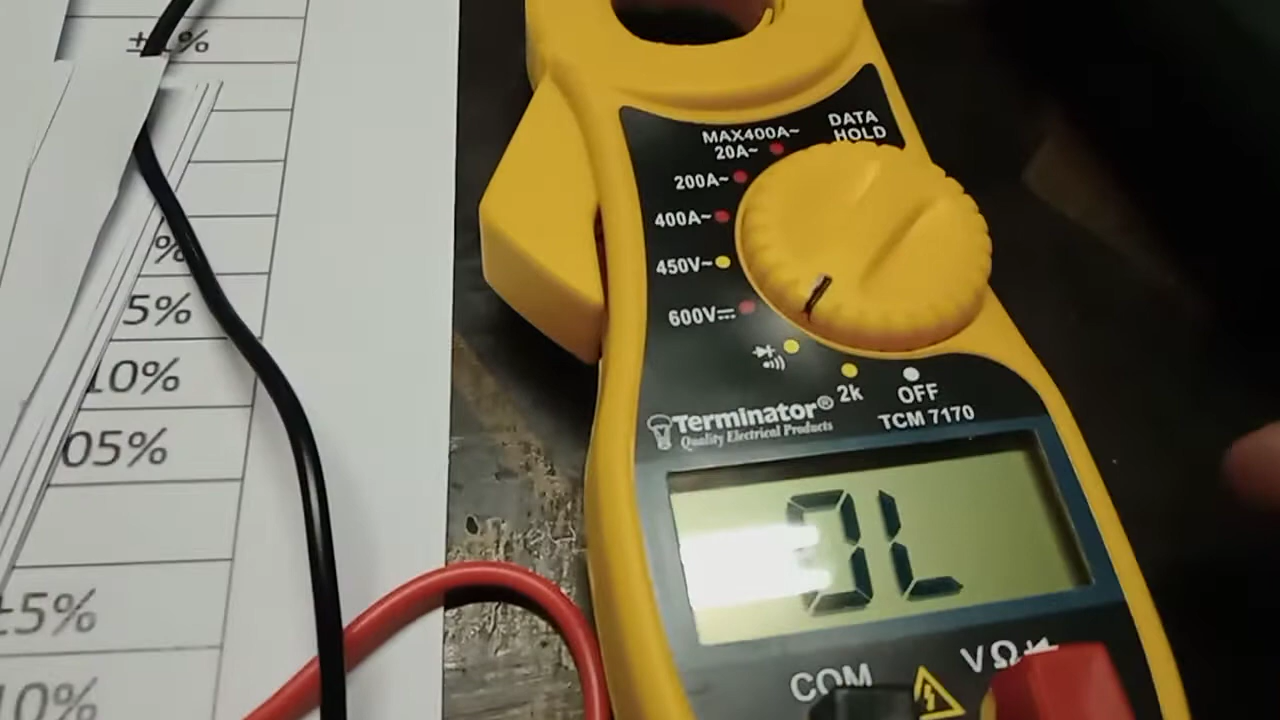 ±1%
%
5%
10%
05%
±5%
10%
MAX400A~
20A~
200A~
400A~
450V~
600V
DATA
HOLD
2k
OFF
Terminator®
Quality Electrical Products
TCM 7170
0L
COM
VΩ